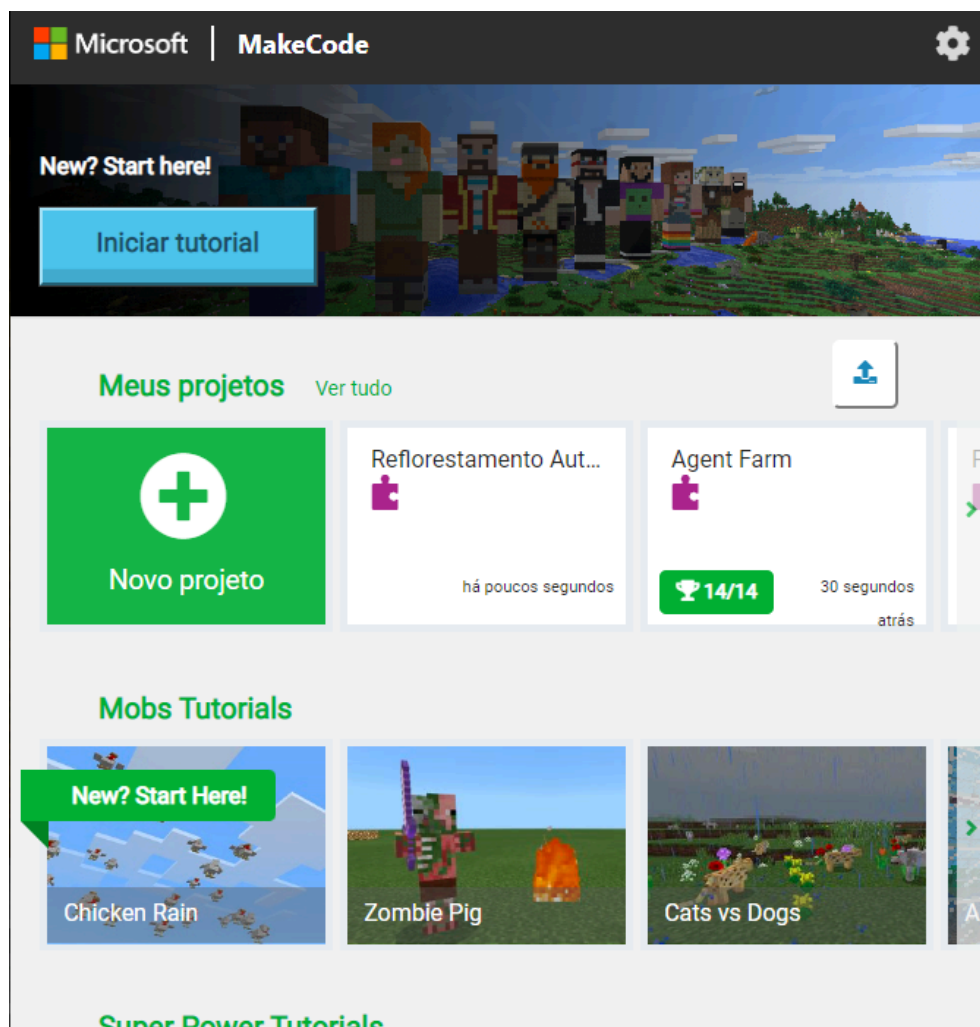 Microsoft | MakeCode
New? Start here!
Iniciar tutorial
Meus projetos Ver tudo
Novo projeto
Reflorestamento Aut...
há poucos segundos
Agent Farm
14/14
30 segundos
atrás
Mobs Tutorials
New? Start Here!
Chicken Rain
Zombie Pig
Cats vs Dogs
Super Power Tutorials